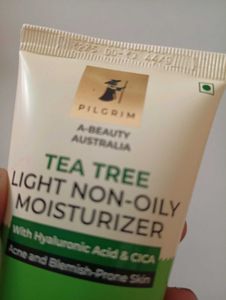 PILGRIM
A-BEAUTY
AUSTRALIA
TEA TREE
LIGHT NON-OILY
MOISTURIZER
With Hyaluronic Acid & CICA
Acne and Blemish-Prone Skin